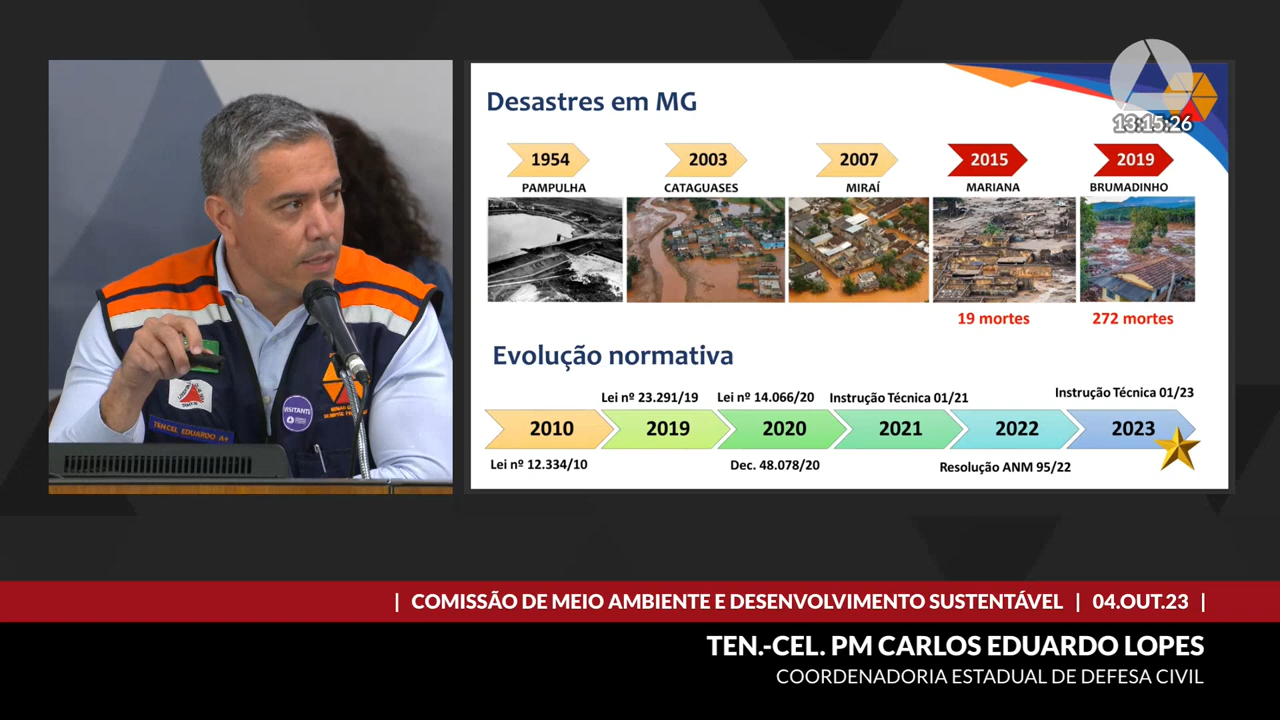 Desastres em MG
13:15:26
1954
2003
2007
2015
2019
PAMPULHA
CATAGUASES
MIRAÍ
MARIANA
BRUMADINHO
19 mortes
272 mortes
Evolução normativa
Lei nº 23.291/19
Lei nº 14.066/20
Instrução Técnica 01/21
Instrução Técnica 01/23
2010
2019
2020
2021
2022
2023
Lei nº 12.334/10
Dec. 48.078/20
Resolução ANM 95/22
VISITANTE
TEN CEL EDUARDO A+
| COMISSÃO DE MEIO AMBIENTE E DESENVOLVIMENTO SUSTENTÁVEL | 04.OUT.23 |
TEN.-CEL. PM CARLOS EDUARDO LOPES
COORDENADORIA ESTADUAL DE DEFESA CIVIL